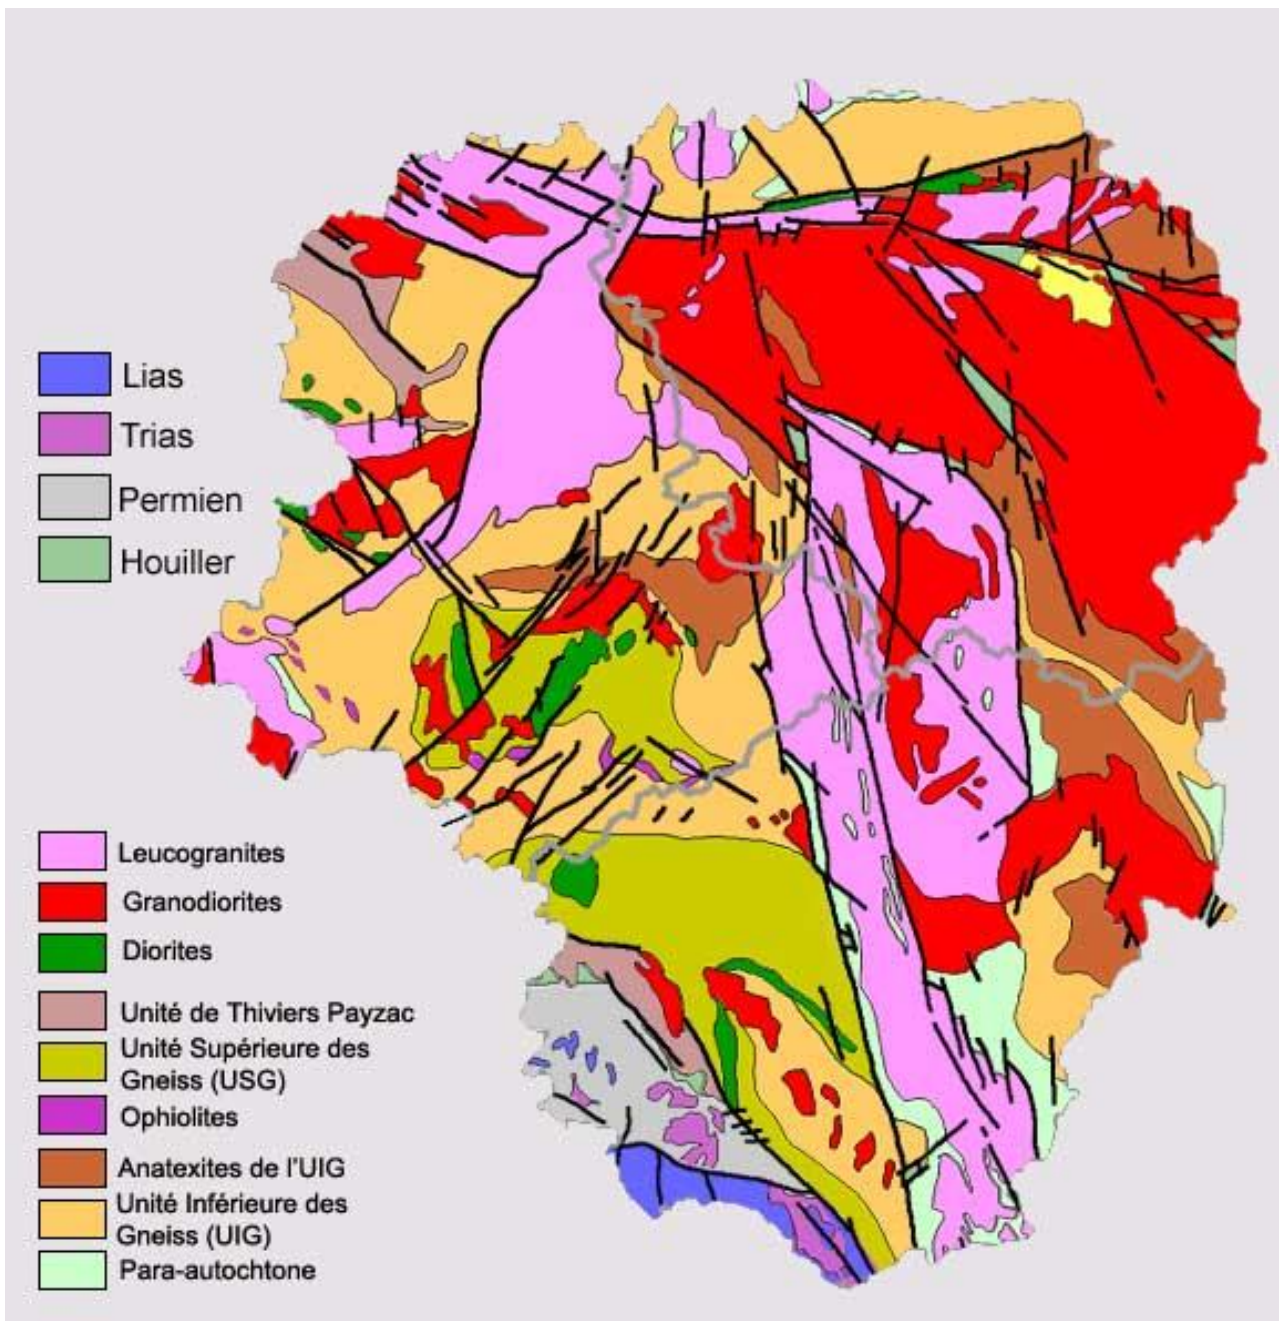 Lias
Trias
Permien
Houiller
Leucogranites
Granodiorites
Diorites
Unité de Thiviers Payzac
Unité Supérieure des
Gneiss (USG)
Ophiolites
Anatexites de l'UIG
Unité Inférieure des
Gneiss (UIG)
Para-autochtone